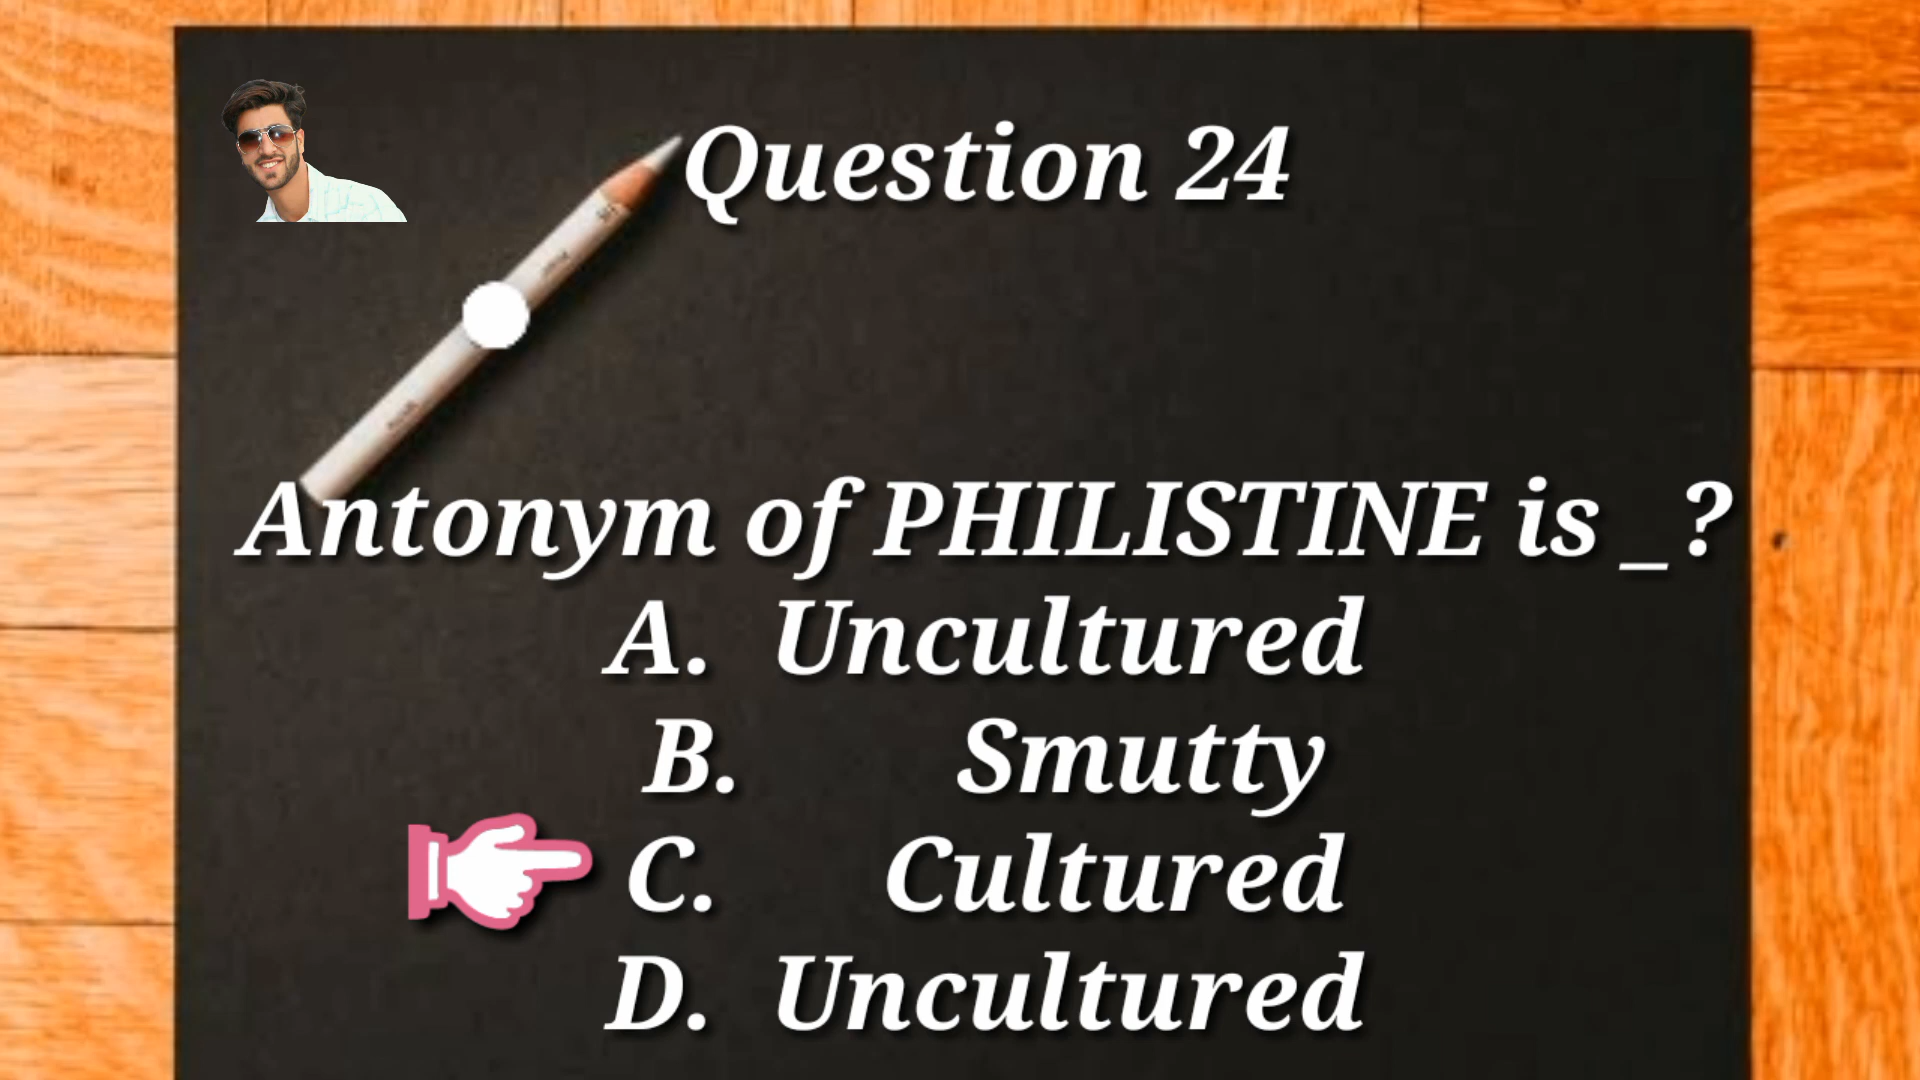 Question 24
Antonym of PHILISTINE is _?
A. Uncultured
B. Smutty
C. Cultured
D. Uncultured